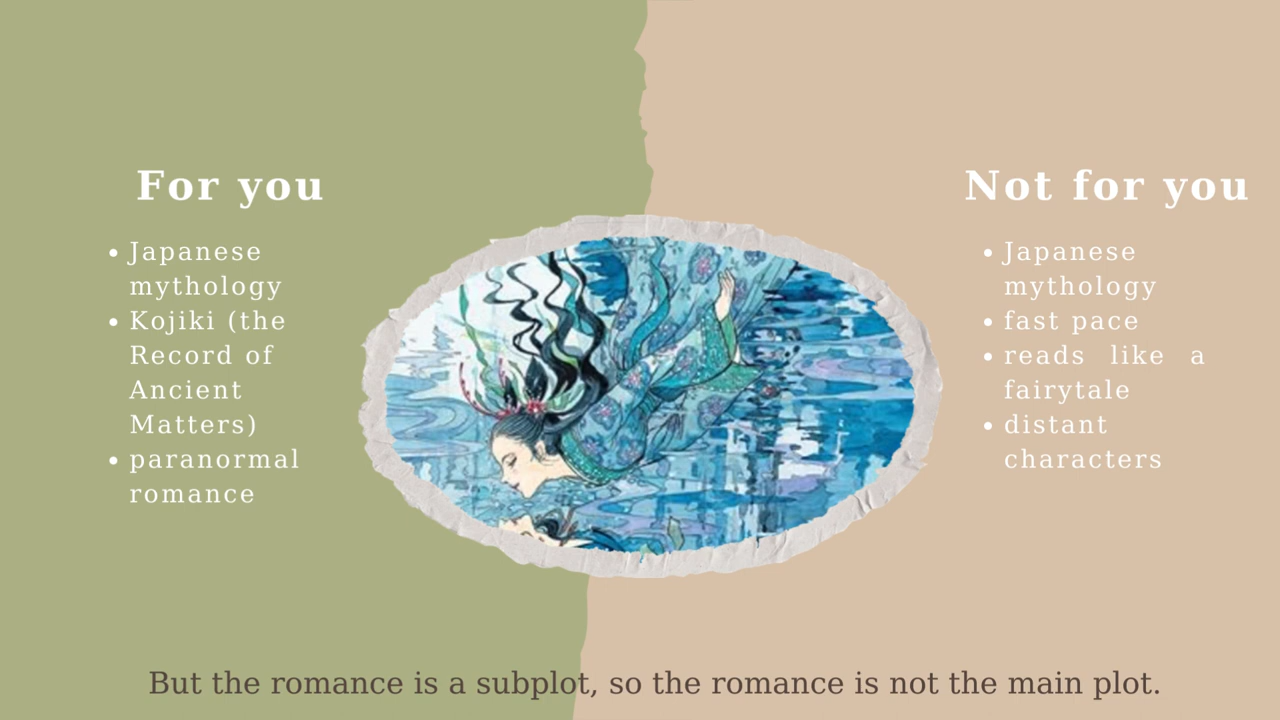 For you
Japanese
mythology
Kojiki (the
Record of
Ancient
Matters)
paranormal
romance
Not for you
Japanese
mythology
fast pace
reads like a
fairytale
distant
characters
But the romance is a subplot, so the romance is not the main plot.